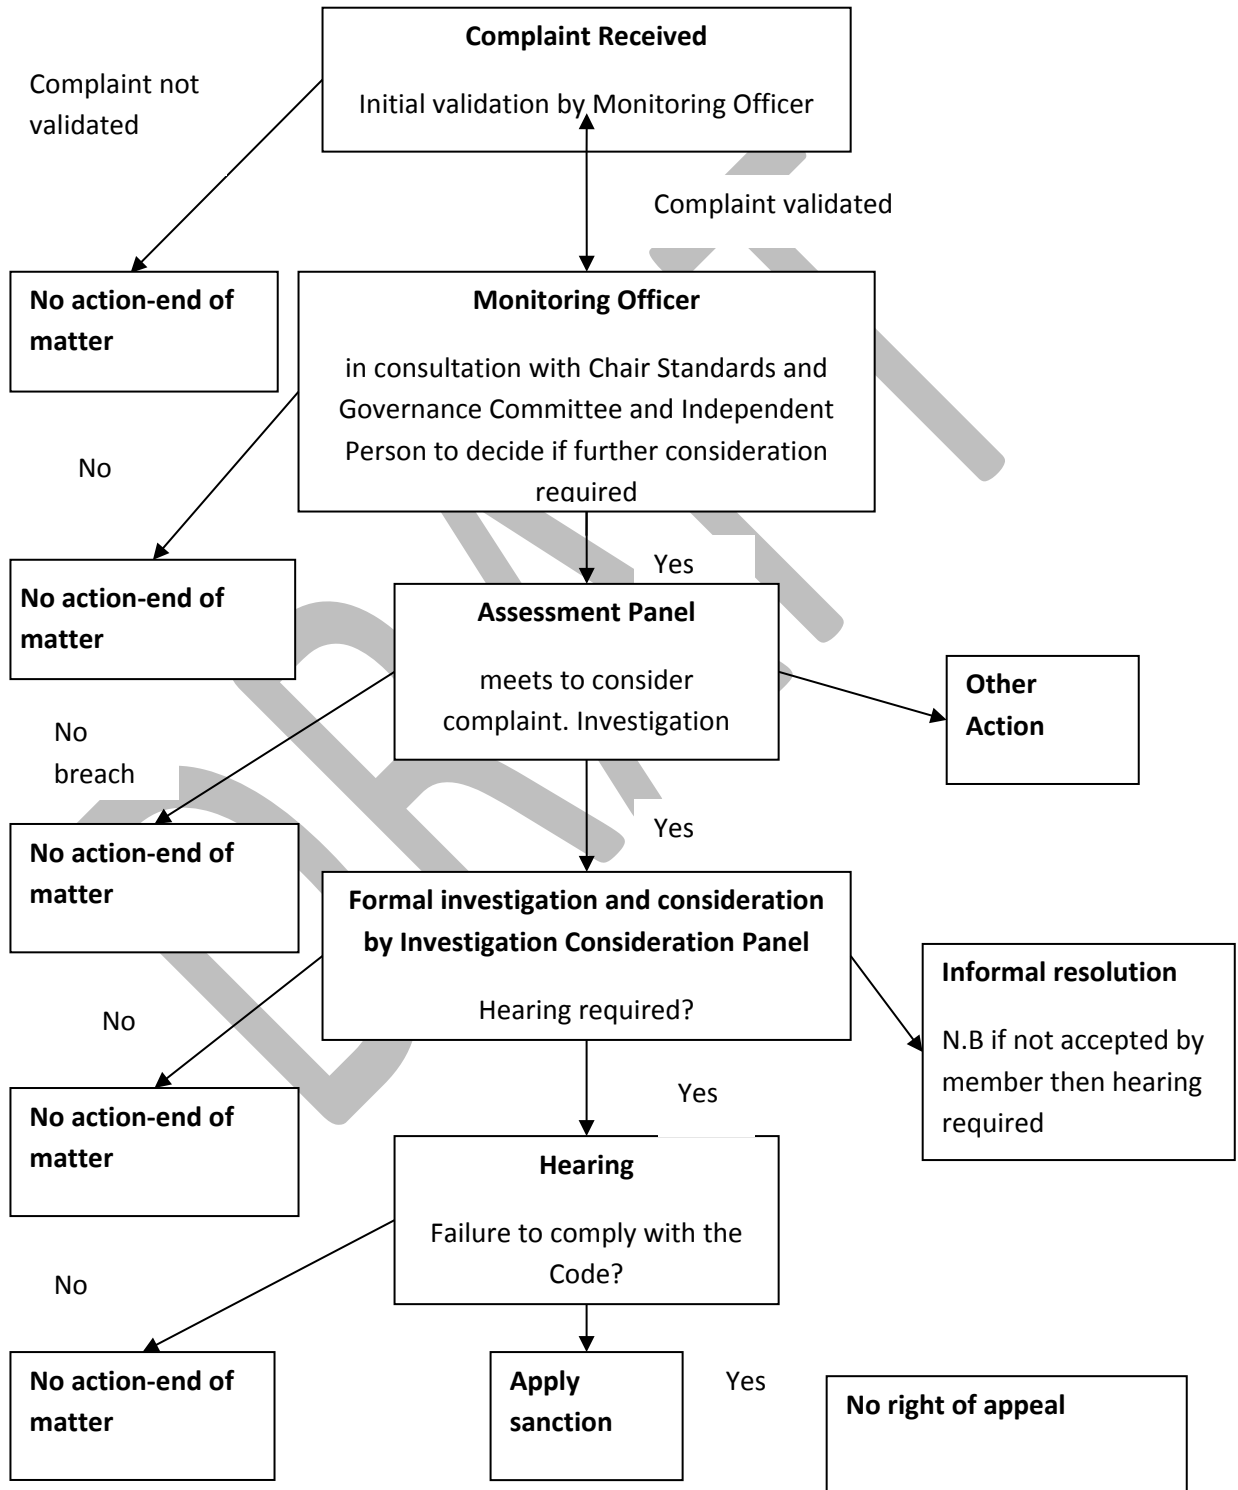 Complaint Received
Initial validation by Monitoring Officer
Complaint not
validated
Complaint validated
No action-end of
matter
Monitoring Officer
in consultation with Chair Standards and
Governance Committee and Independent
Person to decide if further consideration
required
No
Yes
No action-end of
matter
Assessment Panel
meets to consider
complaint. Investigation
Other
Action
No
breach
Yes
No action-end of
matter
Formal investigation and consideration
by Investigation Consideration Panel
Hearing required?
Informal resolution
N.B if not accepted by
member then hearing
required
No
Yes
No action-end of
matter
Hearing
Failure to comply with the
Code?
No
No action-end of
matter
Apply
sanction
Yes
No right of appeal
DRAFT